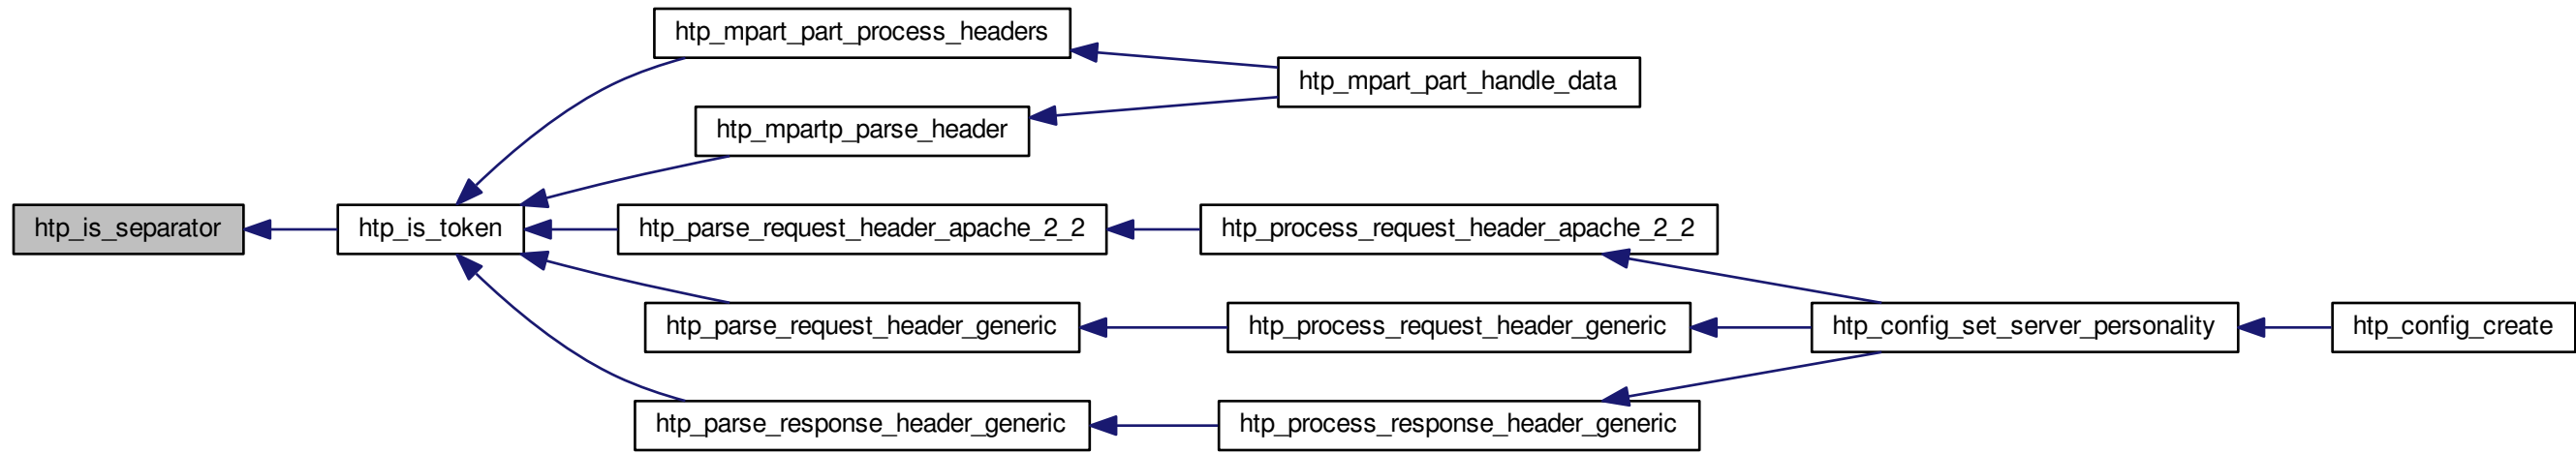 htp_mpart_part_process_headers
htp_mpart_part_handle_data
htp_mpartp_parse_header
htp_is_separator
htp_is_token
htp_parse_request_header_apache_2_2
htp_process_request_header_apache_2_2
htp_parse_request_header_generic
htp_process_request_header_generic
htp_config_set_server_personality
htp_config_create
htp_parse_response_header_generic
htp_process_response_header_generic